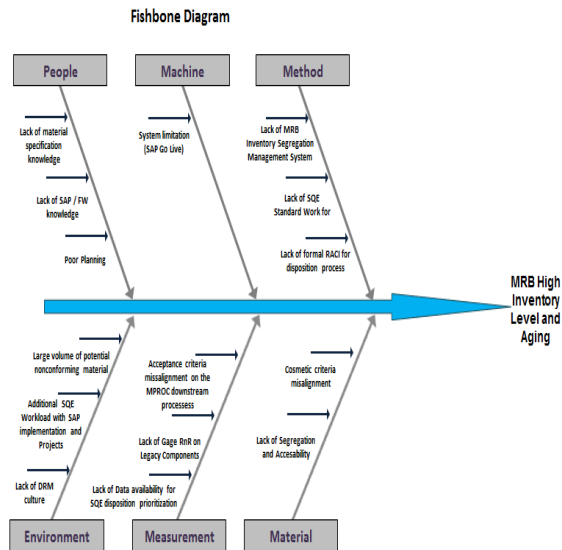 Fishbone Diagram
People
Machine
Method
Lack of material
specification
knowledge
Lack of SAP / FW
knowledge
Poor Planning
System limitation
(SAP Go Live)
Lack of MRB
Inventory Segregation
Management System
Lack of SQE
Standard Work for
Lack of formal RACI for
disposition process
MRB High
Inventory
Level and
Aging
Large volume of potential
nonconforming material
Additional SQE
Workload with SAP
implementation and
Projects
Lack of DRM
culture
Acceptance criteria
missalignment on the
MPROC downstream
processess
Lack of Gage RnR on
Legacy Components
Lack of Data availability for
SQE disposition prioritization
Cosmetic criteria
misalignment
Lack of Segregation
and Accesability
Environment
Measurement
Material